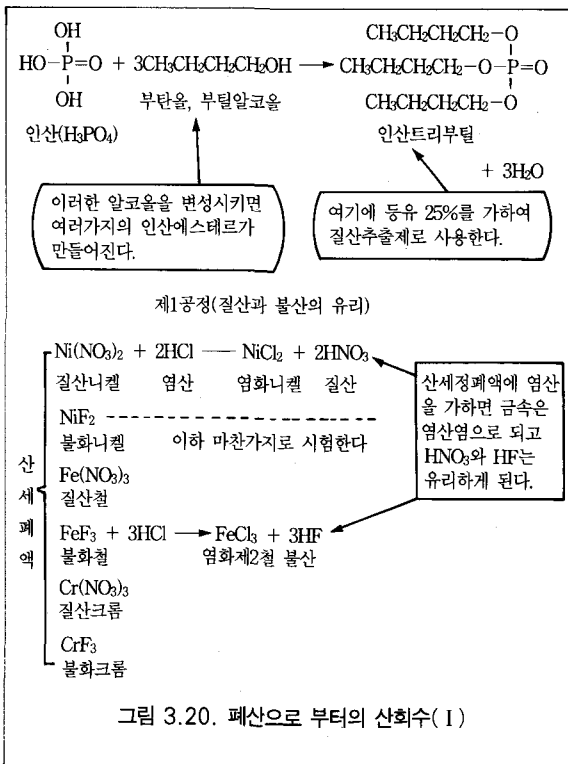 OH CH3CH2CH2CH2-O
HO-P=O + 3CH3CH2CH2CH2OH → CH3CH2CH2CH2-O-P=O
OH 부탄올, 부틸알코올 CH3CH2CH2CH2-O
인산(H3PO4) 인산트리부틸
+ 3H2O
이러한 알코올을 변성시키면
여러가지의 인산에스테르가
만들어진다.
여기에 등유 25%를 가하여
질산추출제로 사용한다.
제1공정(질산과 불산의 유리)
산세폐액
Ni(NO3)2 + 2HCl — NiCl2 + 2HNO3
질산니켈 염산 염화니켈 질산
NiF2
불화니켈 이하 마찬가지로 시험한다
Fe(NO3)3
질산철
FeF3 + 3HCl → FeCl3 + 3HF
불화철 염화제2철 불산
Cr(NO3)3
질산크롬
CrF3
불화크롬
산세정폐액에 염산
을 가하면 금속은
염산염으로 되고
HNO3와 HF는
유리하게 된다.
그림 3.20. 폐산으로 부터의 산회수(Ⅰ)